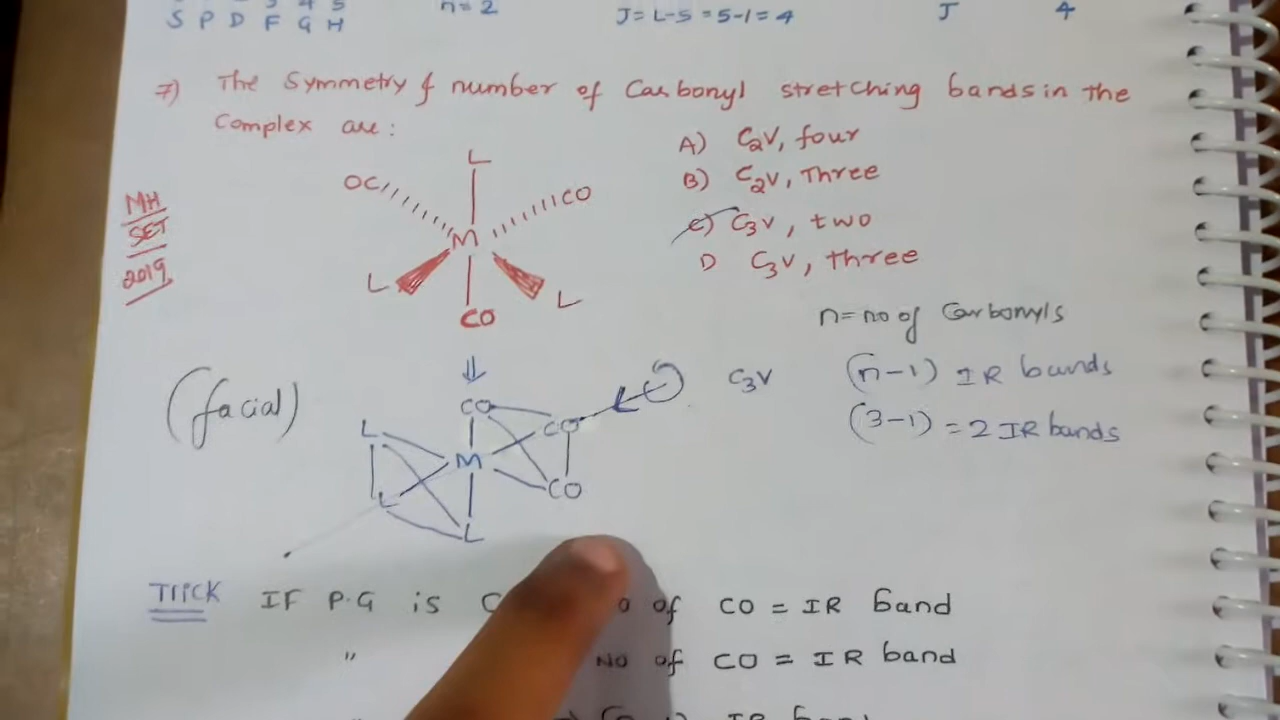 S P D F G H
n = 2
J = L-S = 5-1 = 4
J 4
7) The Symmetry & number of Carbonyl stretching bands in the
Complex are:
MH
SET
2019
L
OC CO
M
L L
CO
A) C2V, four
B) C2V, Three
C) C3V, two
D C3V, three
n = no of Carbonyls
(facial)
C3V (n-1) IR bands
(3-1) = 2 IR bands
CO
L CO
M
L CO
L
TRICK IF P.G is of CO = IR band
" NO of CO = IR band